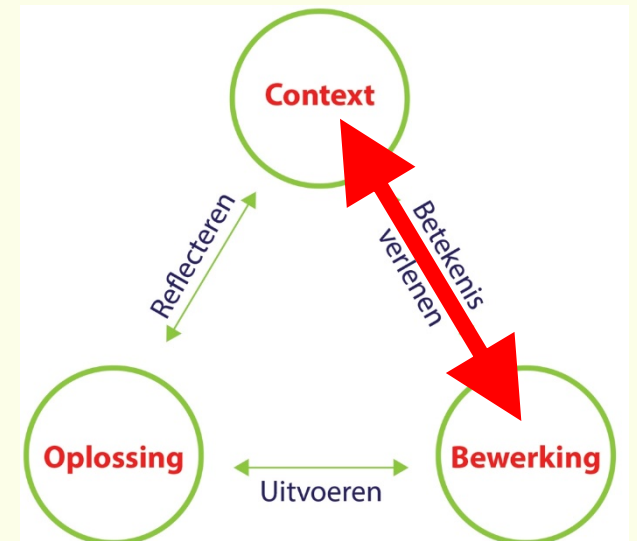 Context
Reflecteren
Betekenis
verlenen
Oplossing
Bewerking
Uitvoeren